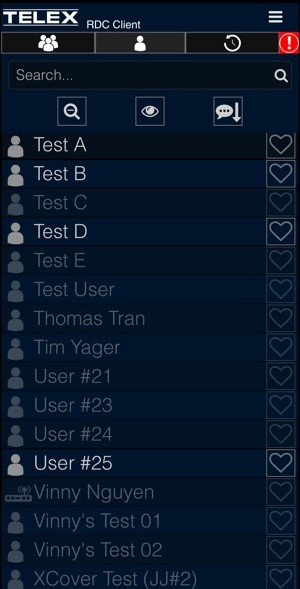 TELEX RDC Client
Search...
Test A
Test B
Test C
Test D
Test E
Test User
Thomas Tran
Tim Yager
User #21
User #23
User #24
User #25
Vinny Nguyen
Vinny's Test 01
Vinny's Test 02
XCover Test (JJ#2)